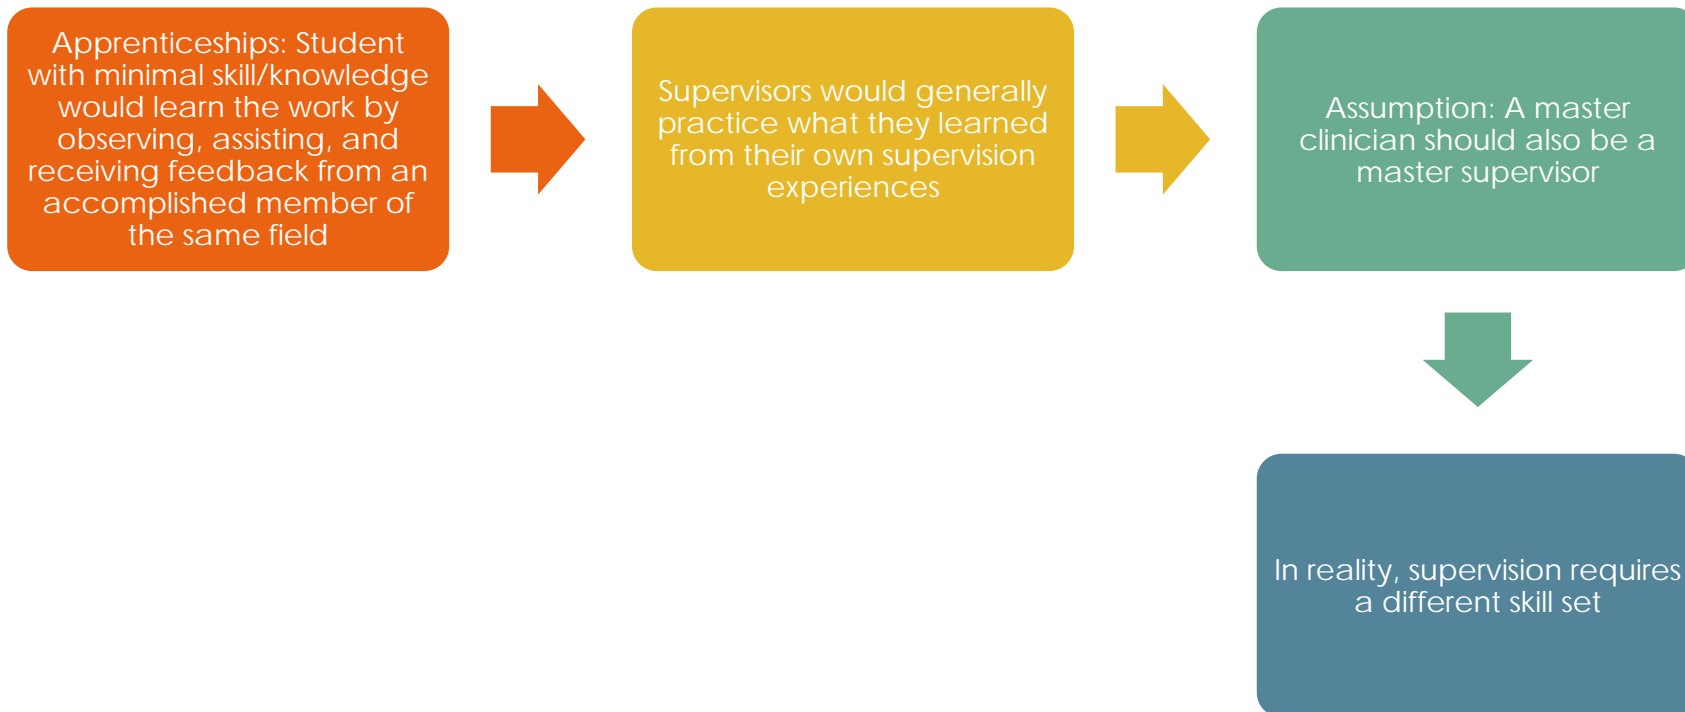 Apprenticeships: Student
with minimal skill/knowledge
would learn the work by
observing, assisting, and
receiving feedback from an
accomplished member of
the same field
Supervisors would generally
practice what they learned
from their own supervision
experiences
Assumption: A master
clinician should also be a
master supervisor
In reality, supervision requires
a different skill set